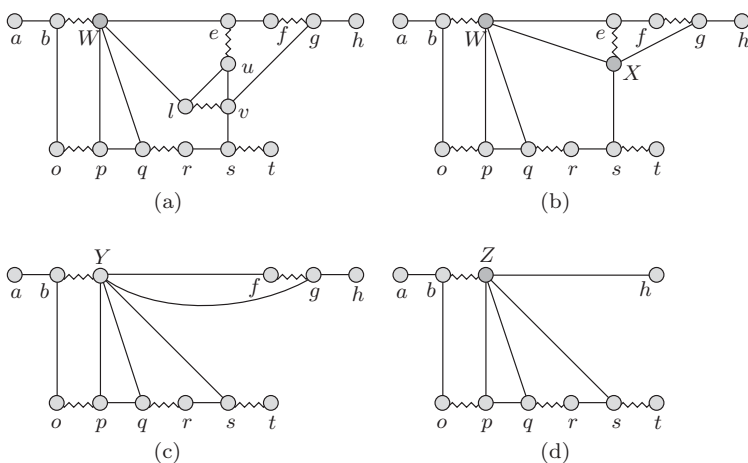 a b W e f g h
u
l v
o p q r s t
(a)
a b W e f g h
X
o p q r s t
(b)
Y
a b f g h
o p q r s t
(c)
Z
a b h
o p q r s t
(d)